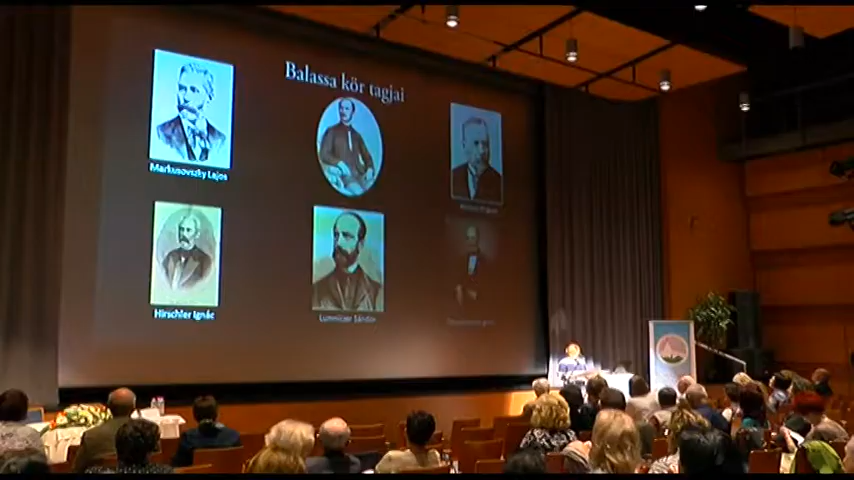 Balassa kör tagjai
Markusovszky Lajos
Hirschler Ignác
Lumniczer Sándor